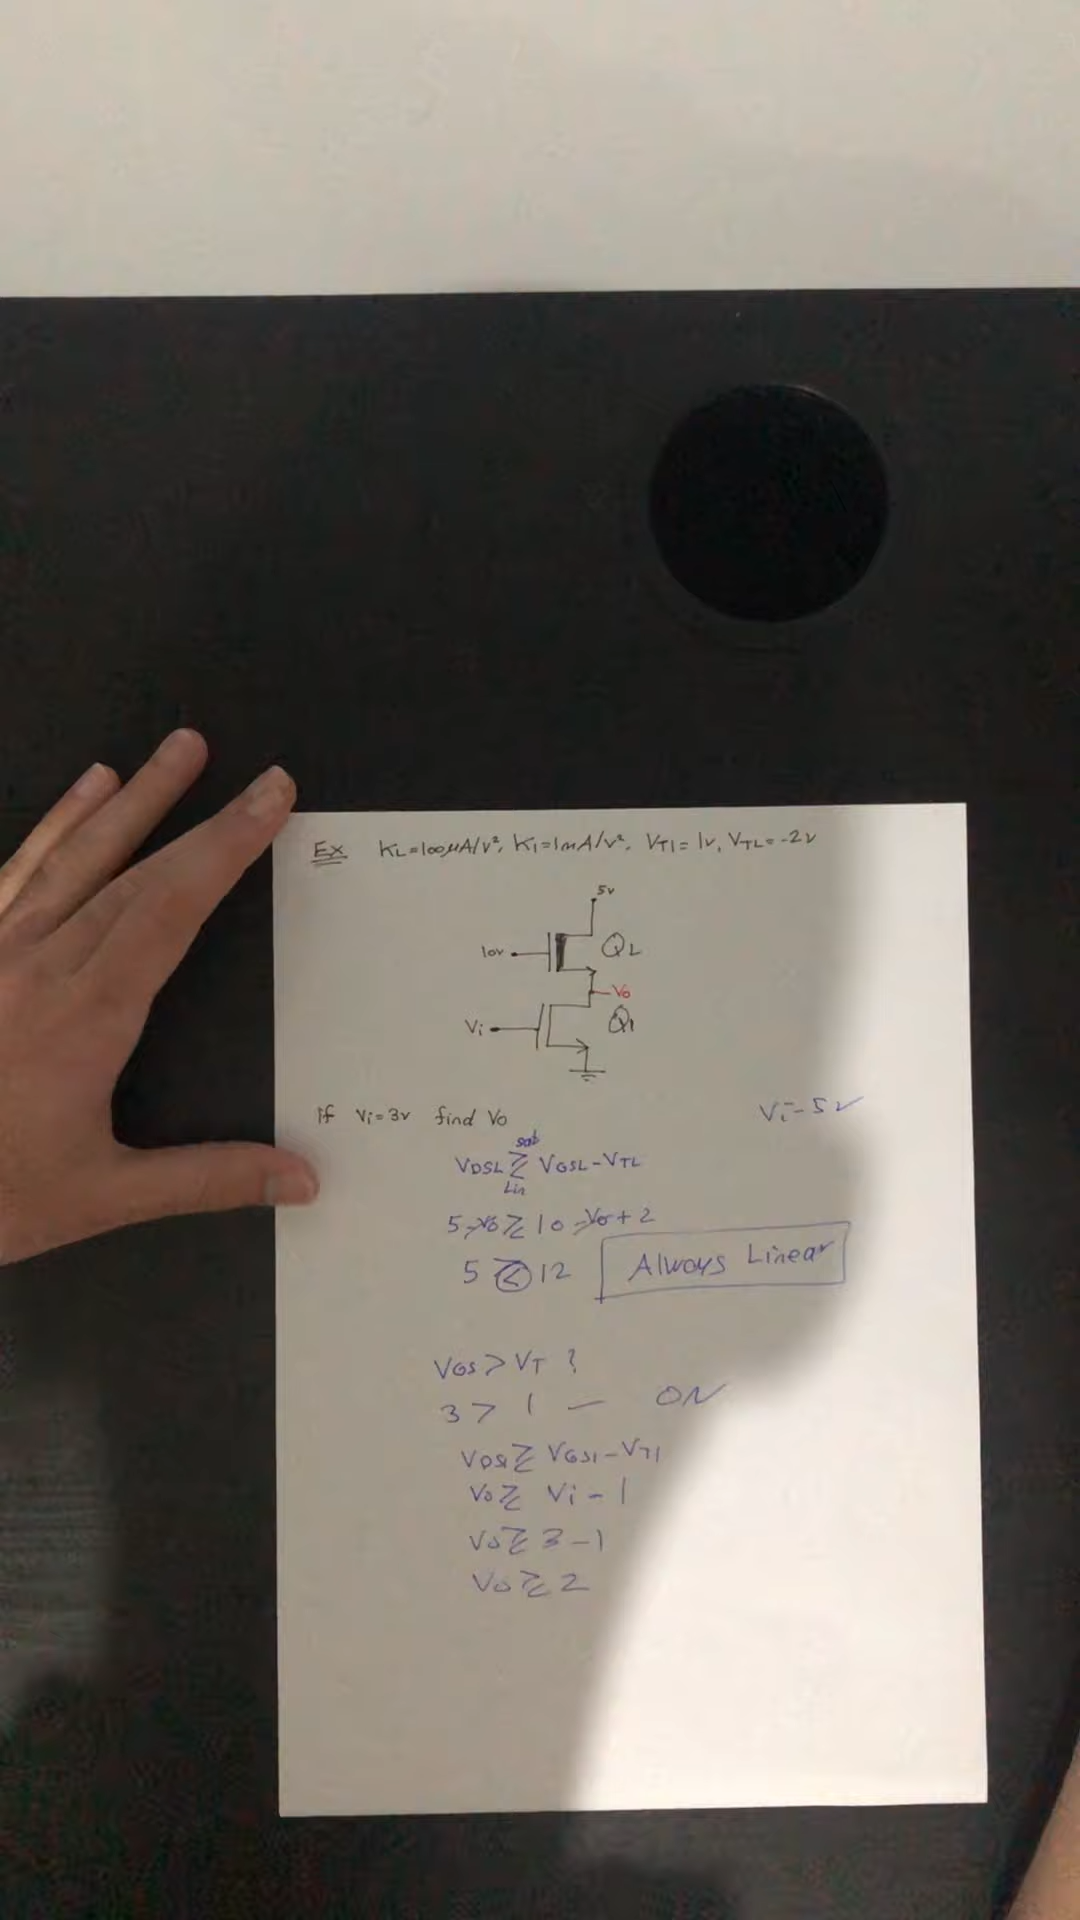 Ex KL=100μA/V², K1=1mA/V², VT1=1V, VTL=-2V
5V
10V
QL
Vo
Vi
Q1
if Vi=3V find Vo
Vi=5V
sat
VDSL ≷ VGSL-VTL
Lin
5-Vo ≷ 10-Vo+2
5 < 12 Always Linear
VGS > VT ?
3 > 1 — ON
VDS1 ≷ VGS1-VT1
Vo ≷ Vi-1
Vo ≷ 3-1
Vo ≷ 2